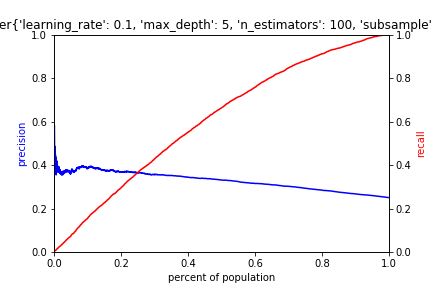 er{'learning_rate': 0.1, 'max_depth': 5, 'n_estimators': 100, 'subsample'
1.0 1.0
0.8 0.8
0.6 0.6
precision recall
0.4 0.4
0.2 0.2
0.0 0.0
0.0 0.2 0.4 0.6 0.8 1.0
percent of population